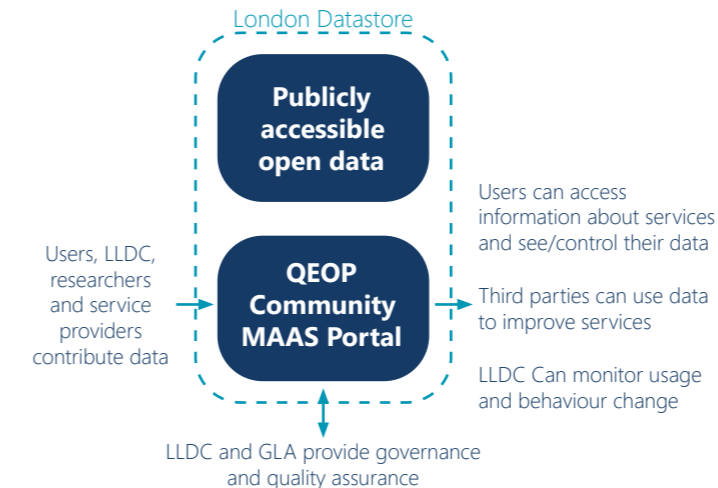 London Datastore
Publicly
accessible
open data
Users, LLDC,
researchers
and service
providers
contribute data
QEOP
Community
MAAS Portal
Users can access
information about services
and see/control their data
Third parties can use data
to improve services
LLDC Can monitor usage
and behaviour change
LLDC and GLA provide governance
and quality assurance